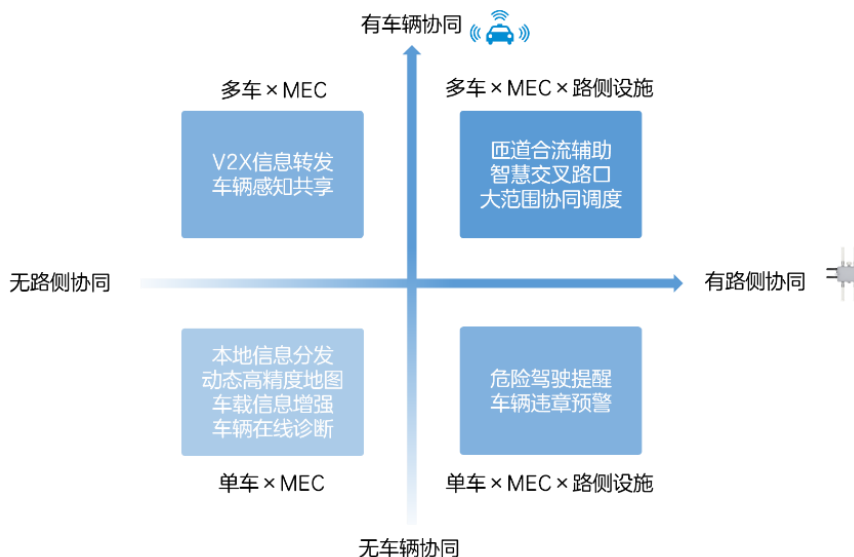 有车辆协同
多车×MEC
多车×MEC×路侧设施
V2X信息转发
车辆感知共享
匝道合流辅助
智慧交叉路口
大范围协同调度
无路侧协同
有路侧协同
本地信息分发
动态高精度地图
车载信息增强
车辆在线诊断
危险驾驶提醒
车辆违章预警
单车×MEC
单车×MEC×路侧设施
无车辆协同